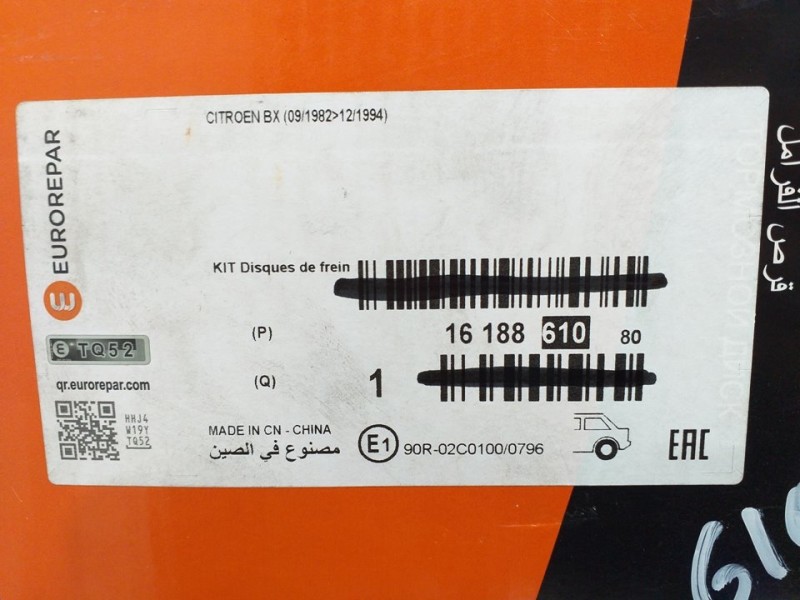 CITROEN BX (09/1982>12/1994)
EUROREPAR
KIT Disques de frein
(P) 16 188 610 80
TQ52
qr.eurorepar.com
(Q) 1
HHJ4
W19Y
TQ52
MADE IN CN - CHINA
مصنوع في الصين
E1 90R-02C0100/0796
EAC
قرص الفرامل
610